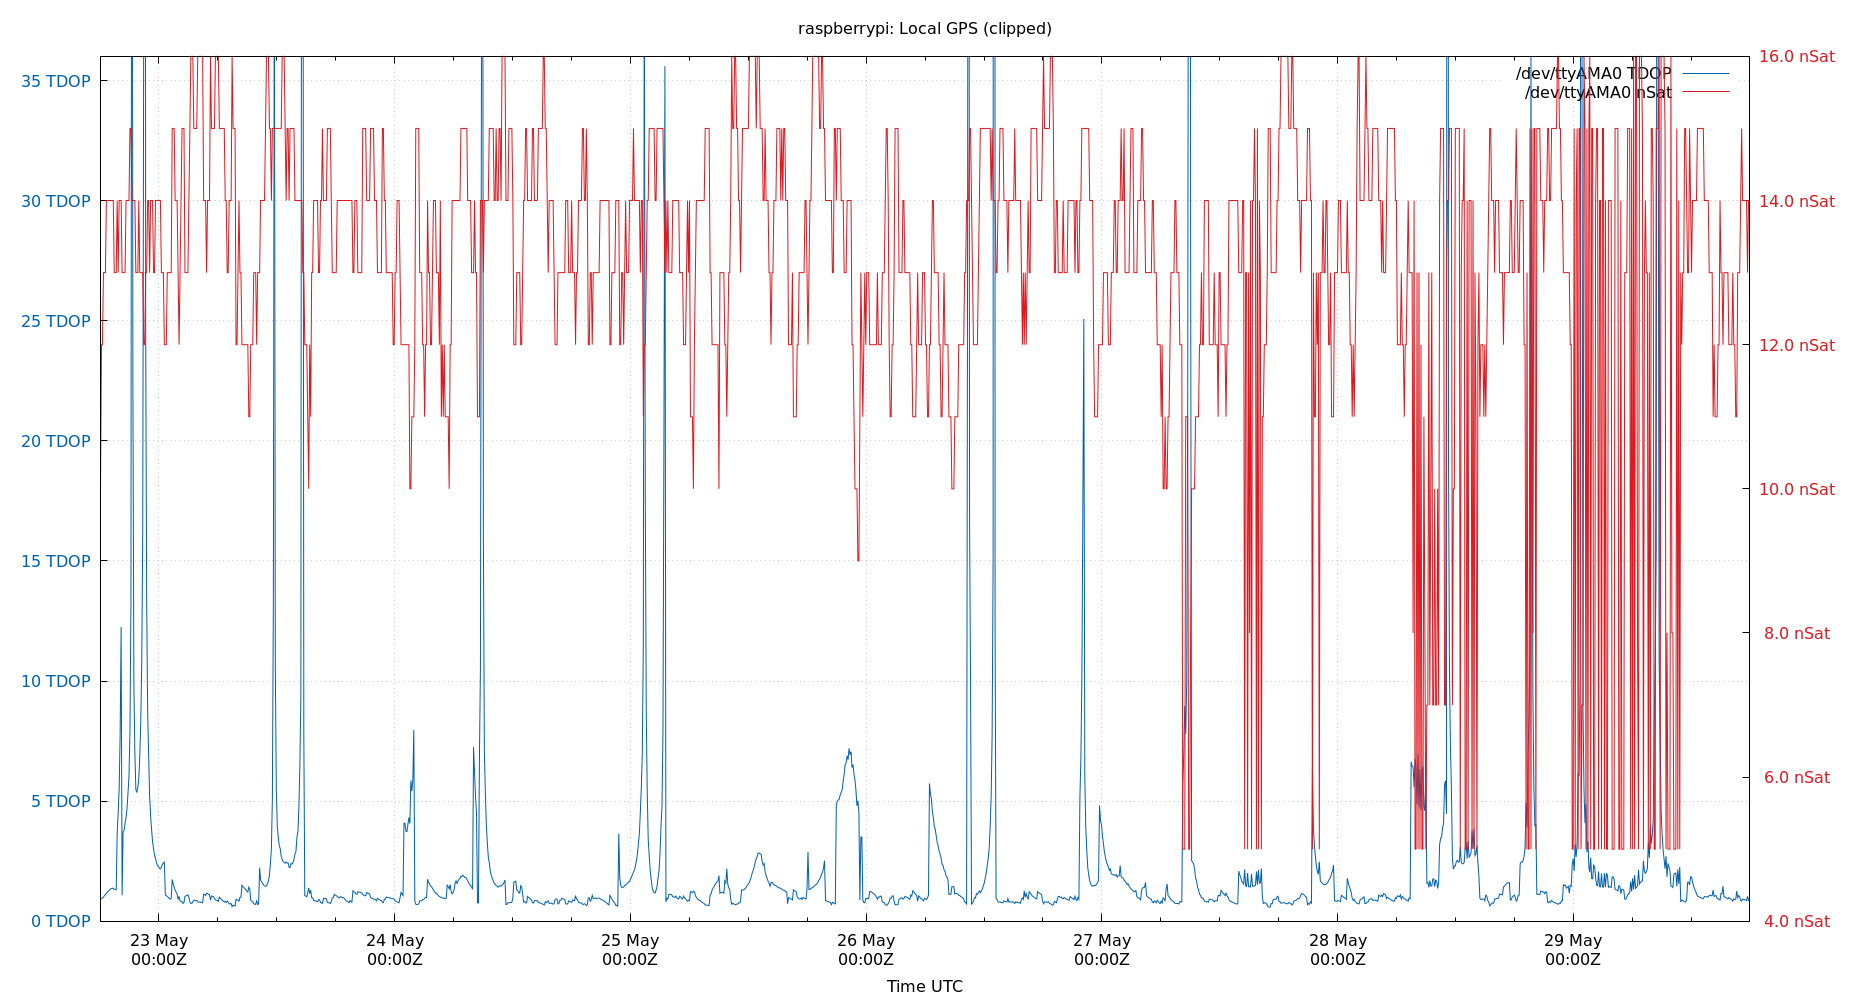 raspberrypi: Local GPS (clipped)
35 TDOP
30 TDOP
25 TDOP
20 TDOP
15 TDOP
10 TDOP
5 TDOP
0 TDOP
/dev/ttyAMA0 TDOP
/dev/ttyAMA0 nSat
16.0 nSat
14.0 nSat
12.0 nSat
10.0 nSat
8.0 nSat
6.0 nSat
4.0 nSat
23 May 24 May 25 May 26 May 27 May 28 May 29 May
00:00Z 00:00Z 00:00Z 00:00Z 00:00Z 00:00Z 00:00Z
Time UTC